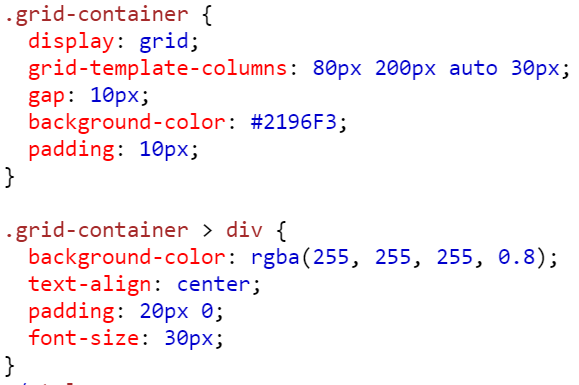 .grid-container {
  display: grid;
  grid-template-columns: 80px 200px auto 30px;
  gap: 10px;
  background-color: #2196F3;
  padding: 10px;
}

.grid-container > div {
  background-color: rgba(255, 255, 255, 0.8);
  text-align: center;
  padding: 20px 0;
  font-size: 30px;
}